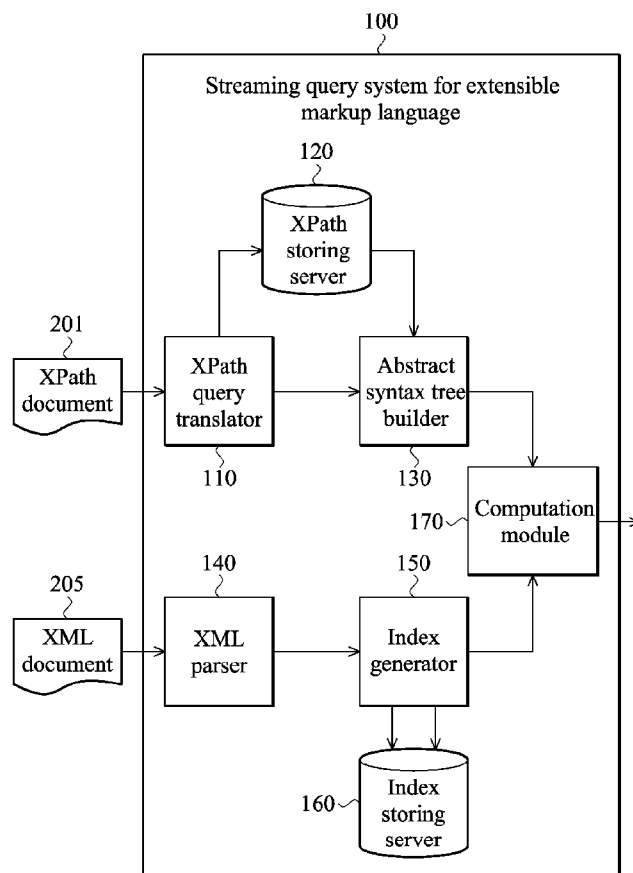 100
Streaming query system for extensible
markup language
120
XPath
storing
server
201
XPath
document
XPath
query
translator
Abstract
syntax tree
builder
110
130
170
Computation
module
140
150
205
XML
document
XML
parser
Index
generator
160
Index
storing
server